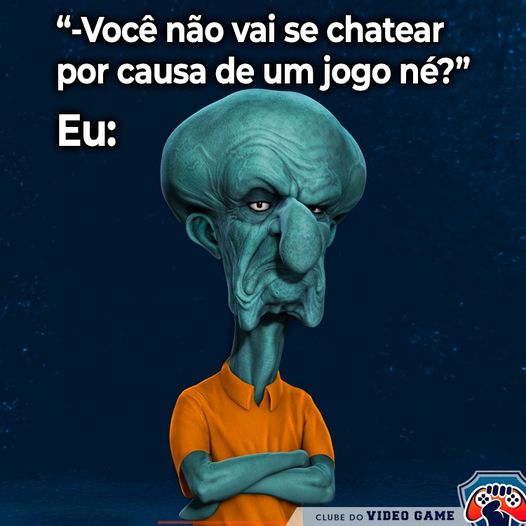 “-Você não vai se chatear
por causa de um jogo né?”
Eu:
CLUBE DO VIDEO GAME